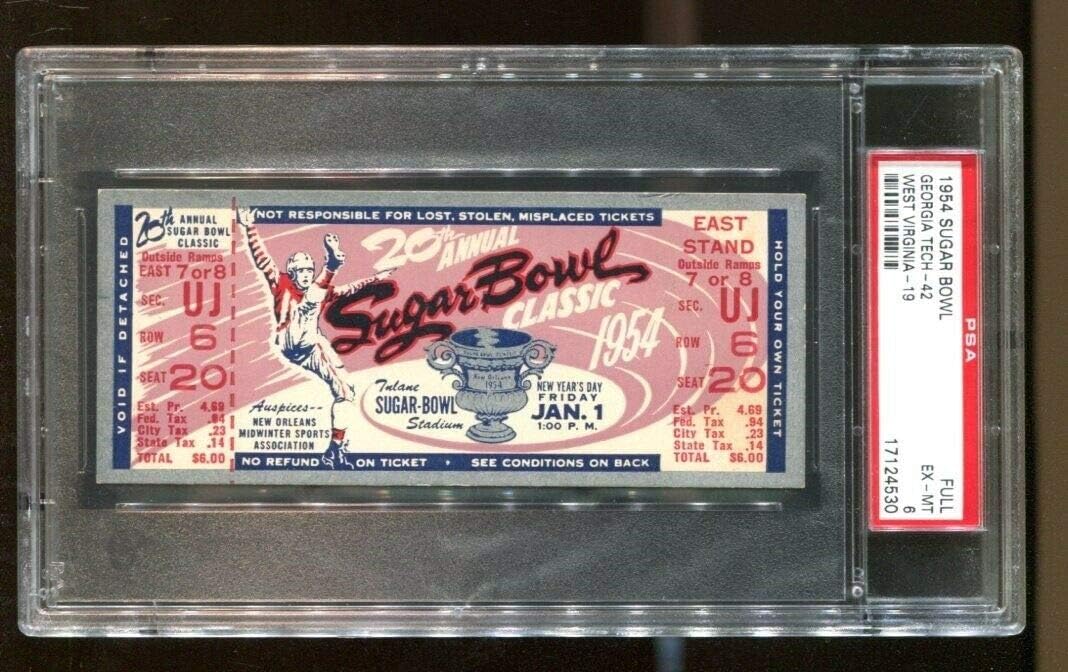 VOID IF DETACHED
20th ANNUAL
SUGAR BOWL
CLASSIC
Outside Ramps
EAST 7 or 8
SEC. UJ
ROW 6
SEAT 20
Est. Pr. 4.69
Fed. Tax .94
City Tax .23
State Tax .14
TOTAL $6.00
NOT RESPONSIBLE FOR LOST, STOLEN, MISPLACED TICKETS
20th ANNUAL
Sugar Bowl
CLASSIC
1954
SUGAR BOWL CLASSIC
New Orleans
1954
Tulane
SUGAR-BOWL
Stadium
NEW YEAR'S DAY
FRIDAY
JAN. 1
1:00 P. M.
Auspices--
NEW ORLEANS
MIDWINTER SPORTS
ASSOCIATION
NO REFUND ON TICKET • SEE CONDITIONS ON BACK
EAST
STAND
Outside Ramps
7 or 8
SEC. UJ
ROW 6
SEAT 20
Est. Pr. 4.69
Fed. Tax .94
City Tax .23
State Tax .14
TOTAL $6.00
HOLD YOUR OWN TICKET
PSA
1954 SUGAR BOWL FULL
GEORGIA TECH-42 EX-MT
WEST VIRGINIA-19 6
17124530